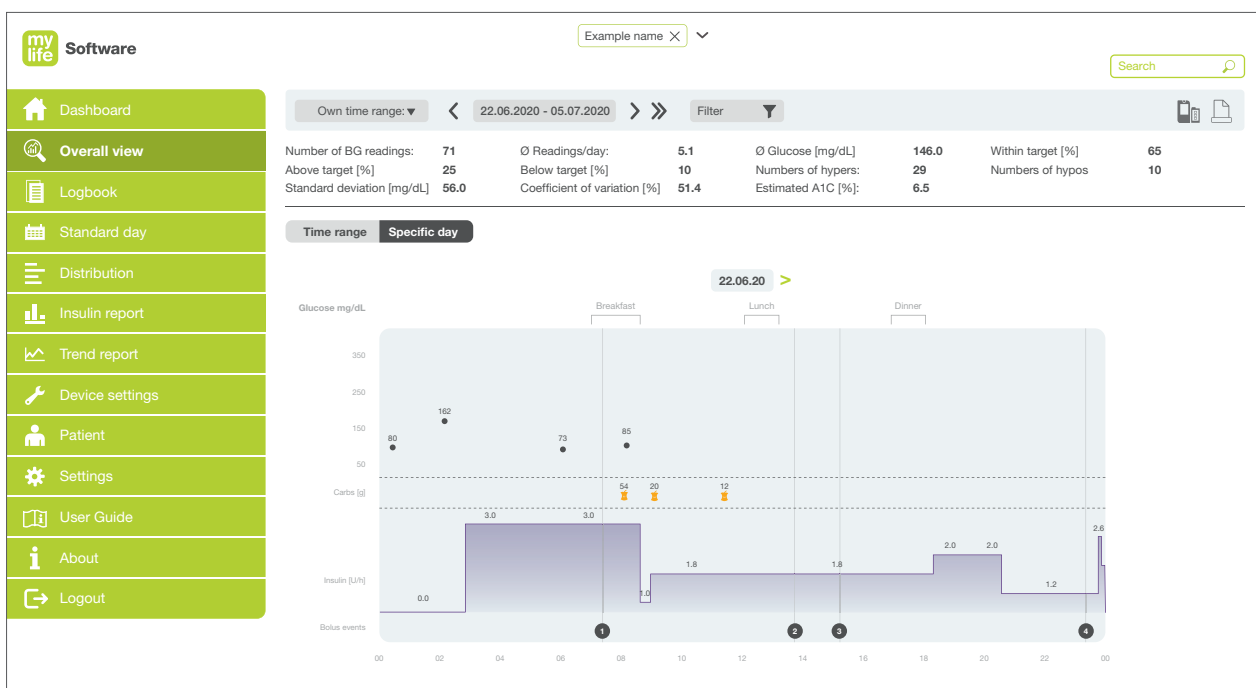 my
life Software
Example name
Search
Dashboard
Overall view
Logbook
Standard day
Distribution
Insulin report
Trend report
Device settings
Patient
Settings
User Guide
About
Logout
Own time range: 22.06.2020 - 05.07.2020 Filter
Number of BG readings: 71 Ø Readings/day: 5.1 Ø Glucose [mg/dL] 146.0 Within target [%] 65
Above target [%] 25 Below target [%] 10 Numbers of hypers: 29 Numbers of hypos 10
Standard deviation [mg/dL] 56.0 Coefficient of variation [%] 51.4 Estimated A1C [%]: 6.5
Time range Specific day
22.06.20 >
Glucose mg/dL Breakfast Lunch Dinner
350
250
162
150 80 73 85
50
Carbs [g] 54 20 12
3.0 3.0 2.6
2.0 2.0
1.8 1.8
Insulin [U/h] 1.2
0.0 1.0
Bolus events 1 2 3 4
00 02 04 06 08 10 12 14 16 18 20 22 00